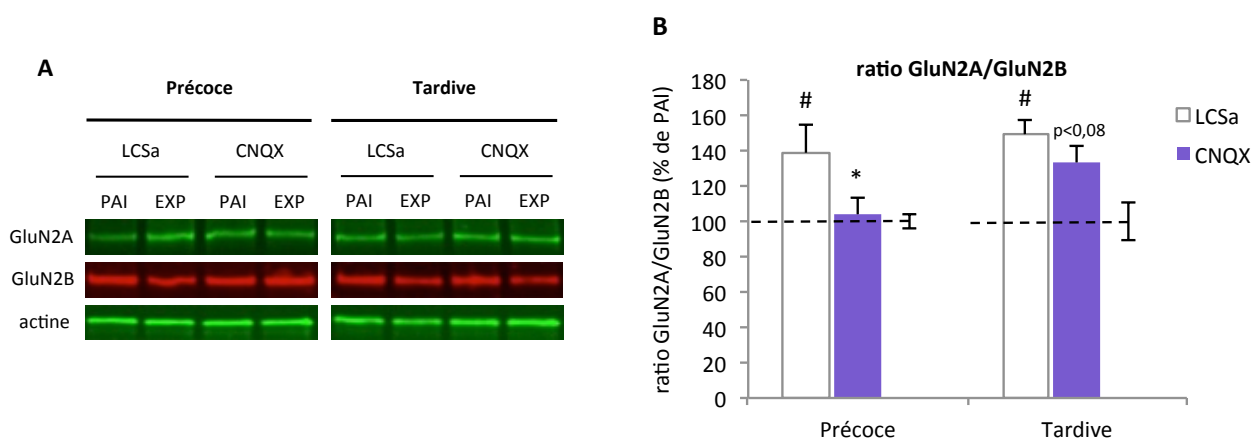 A
Précoce
Tardive
LCSa
CNQX
LCSa
CNQX
PAI
EXP
PAI
EXP
PAI
EXP
PAI
EXP
GluN2A
GluN2B
actine
B
ratio GluN2A/GluN2B
ratio GluN2A/GluN2B (% de PAI)
180
160
140
120
100
80
60
40
20
0
#
*
#
p<0,08
LCSa
CNQX
Précoce
Tardive